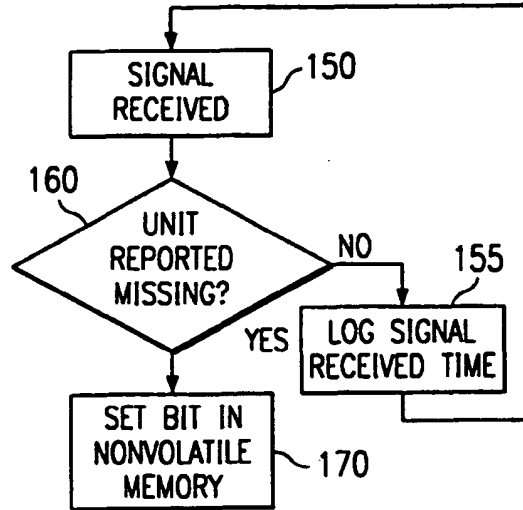 SIGNAL
RECEIVED
150
160
UNIT
REPORTED
MISSING?
NO
155
YES
LOG SIGNAL
RECEIVED TIME
SET BIT IN
NONVOLATILE
MEMORY
170